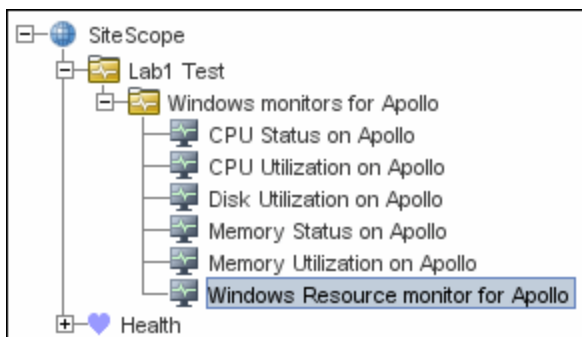 SiteScope
Lab1 Test
Windows monitors for Apollo
CPU Status on Apollo
CPU Utilization on Apollo
Disk Utilization on Apollo
Memory Status on Apollo
Memory Utilization on Apollo
Windows Resource monitor for Apollo
Health